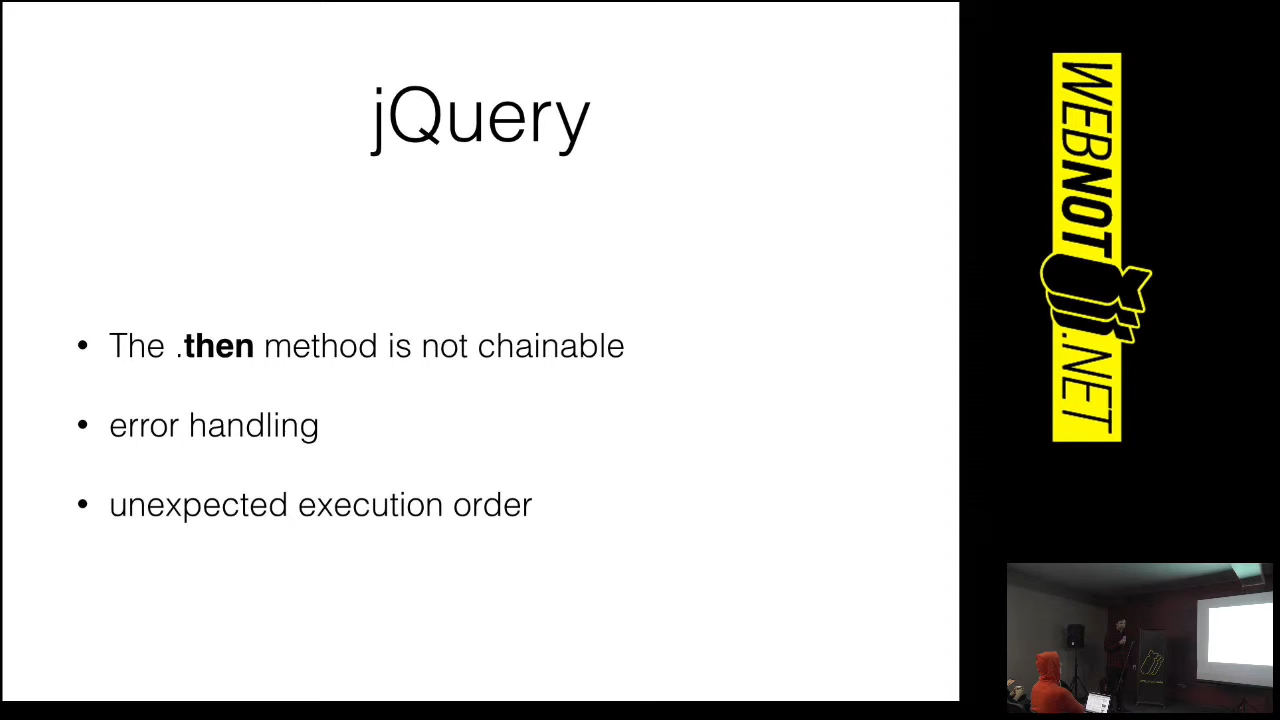 jQuery
• The .then method is not chainable
• error handling
• unexpected execution order
WEBNOT
.NET